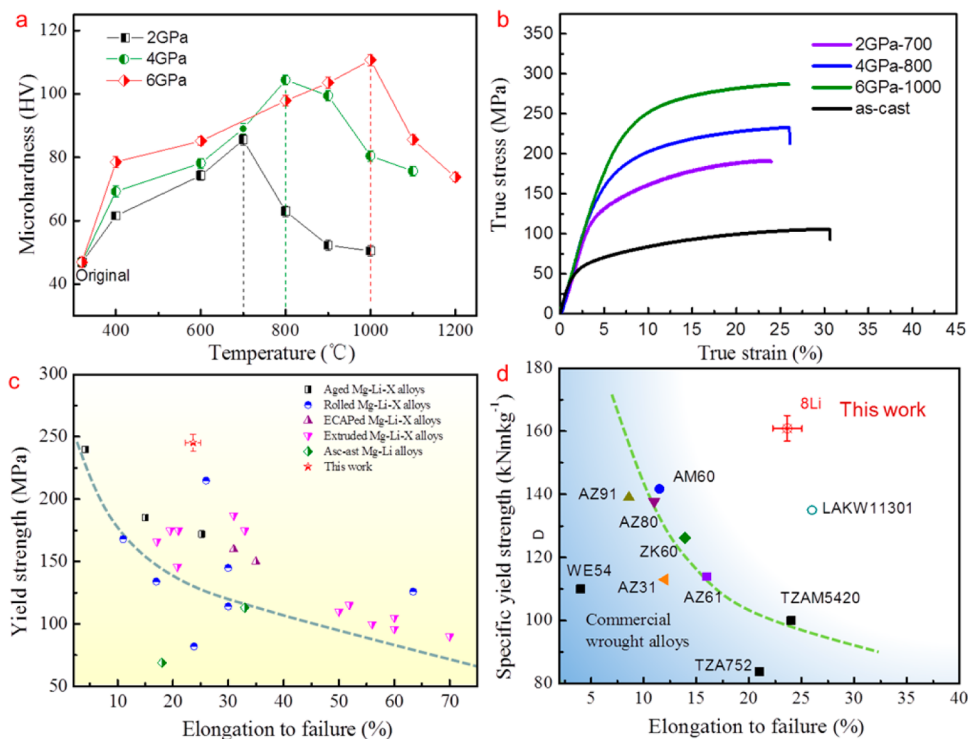 a
120
100
80
60
40
Microhardness (HV)
2GPa
4GPa
6GPa
Original
400
600
800
1000
1200
Temperature (℃)
b
350
300
250
200
150
100
50
0
True stress (MPa)
2GPa-700
4GPa-800
6GPa-1000
as-cast
0
5
10
15
20
25
30
35
40
45
True strain (%)
c
300
250
200
150
100
50
Yield strength (MPa)
Aged Mg-Li-X alloys
Rolled Mg-Li-X alloys
ECAPed Mg-Li-X alloys
Extruded Mg-Li-X alloys
Asc-ast Mg-Li alloys
This work
0
10
20
30
40
50
60
70
Elongation to failure (%)
d
180
160
140
120
100
80
Specific yield strength (kNmkg⁻¹)
D
8Li
This work
AM60
AZ91
AZ80
LAKW11301
ZK60
WE54
AZ31
AZ61
TZAM5420
Commercial
wrought alloys
TZA752
5
10
15
20
25
30
35
40
Elongation to failure (%)